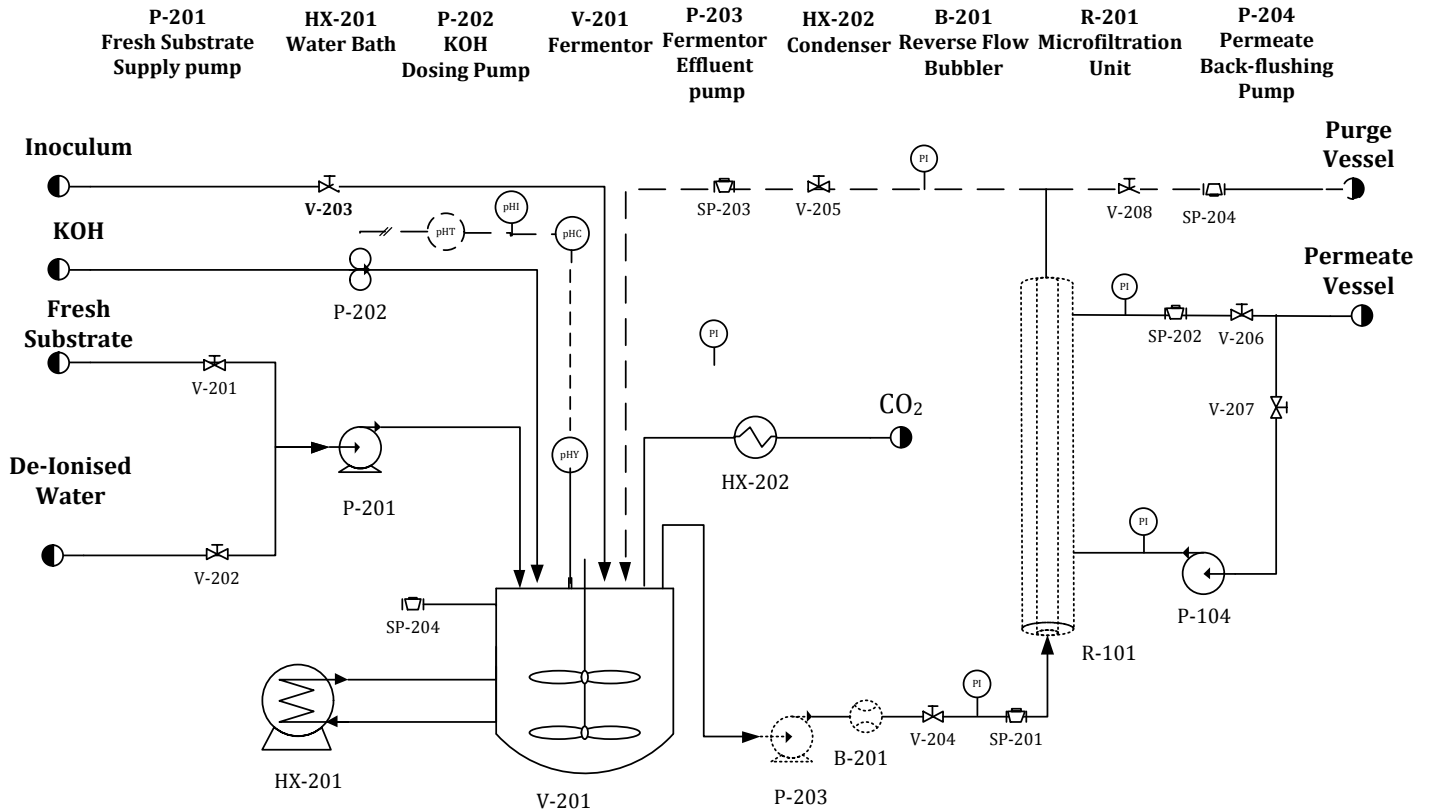 P-201
Fresh Substrate
Supply pump
HX-201
Water Bath
P-202
KOH
Dosing Pump
V-201
Fermentor
P-203
Fermentor
Effluent
pump
HX-202
Condenser
B-201
Reverse Flow
Bubbler
R-201
Microfiltration
Unit
P-204
Permeate
Back-flushing
Pump
Inoculum
V-203
Purge
Vessel
PI
SP-203
V-205
V-208
SP-204
KOH
pHT
pHI
pHC
P-202
Permeate
Vessel
PI
SP-202
V-206
Fresh
Substrate
V-201
PI
V-207
CO₂
De-Ionised
Water
P-201
pHY
HX-202
V-202
PI
P-104
SP-204
R-101
HX-201
V-201
P-203
B-201
V-204
PI
SP-201